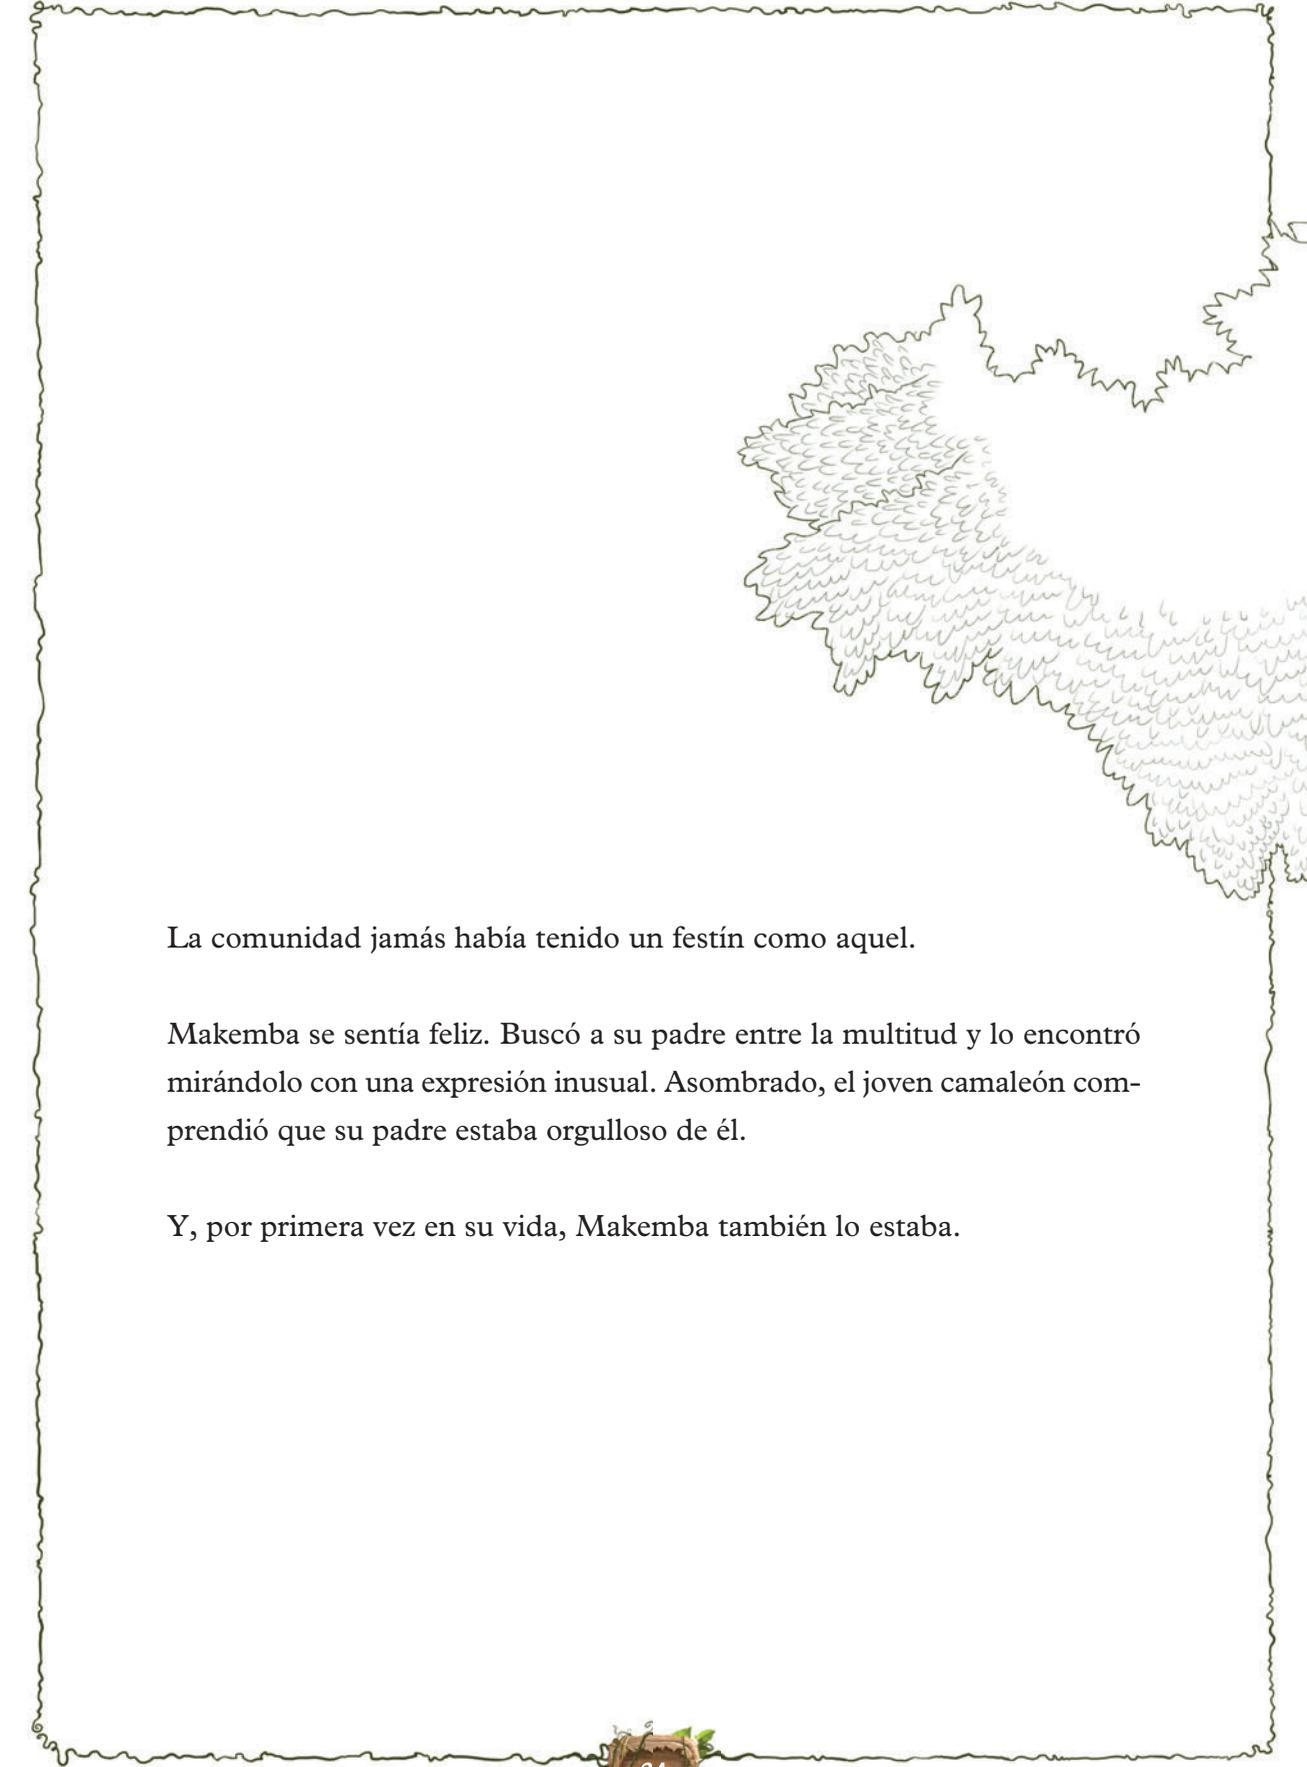 La comunidad jamás había tenido un festín como aquel.
Makemba se sentía feliz. Buscó a su padre entre la multitud y lo encontró
mirándolo con una expresión inusual. Asombrado, el joven camaleón com-
prendió que su padre estaba orgulloso de él.
Y, por primera vez en su vida, Makemba también lo estaba.